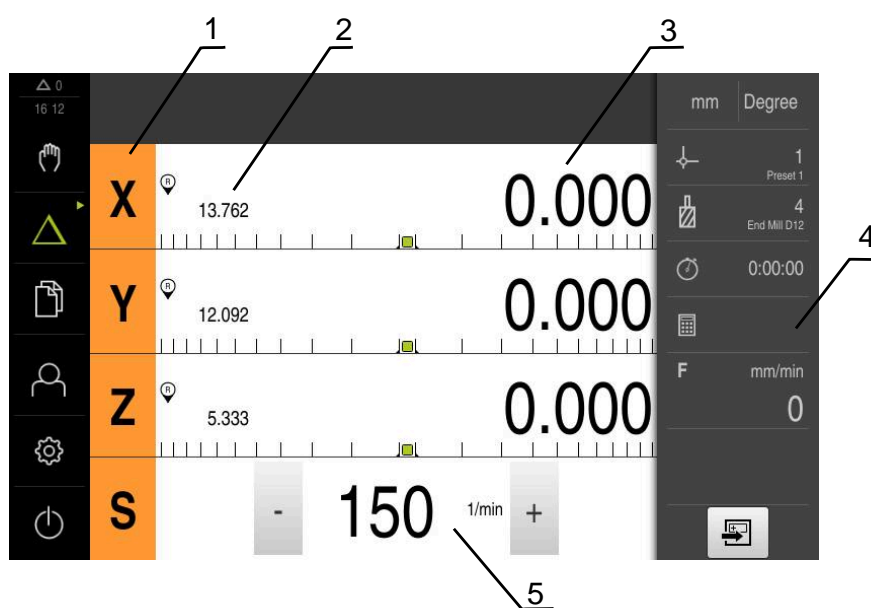 1 2 3
0
16 12
mm Degree
X R 13.762 0.000
1
Preset 1
4
End Mill D12
4
Y R 12.092 0.000
0:00:00
Z R 5.333 0.000
F mm/min
0
S - 150 1/min +
5